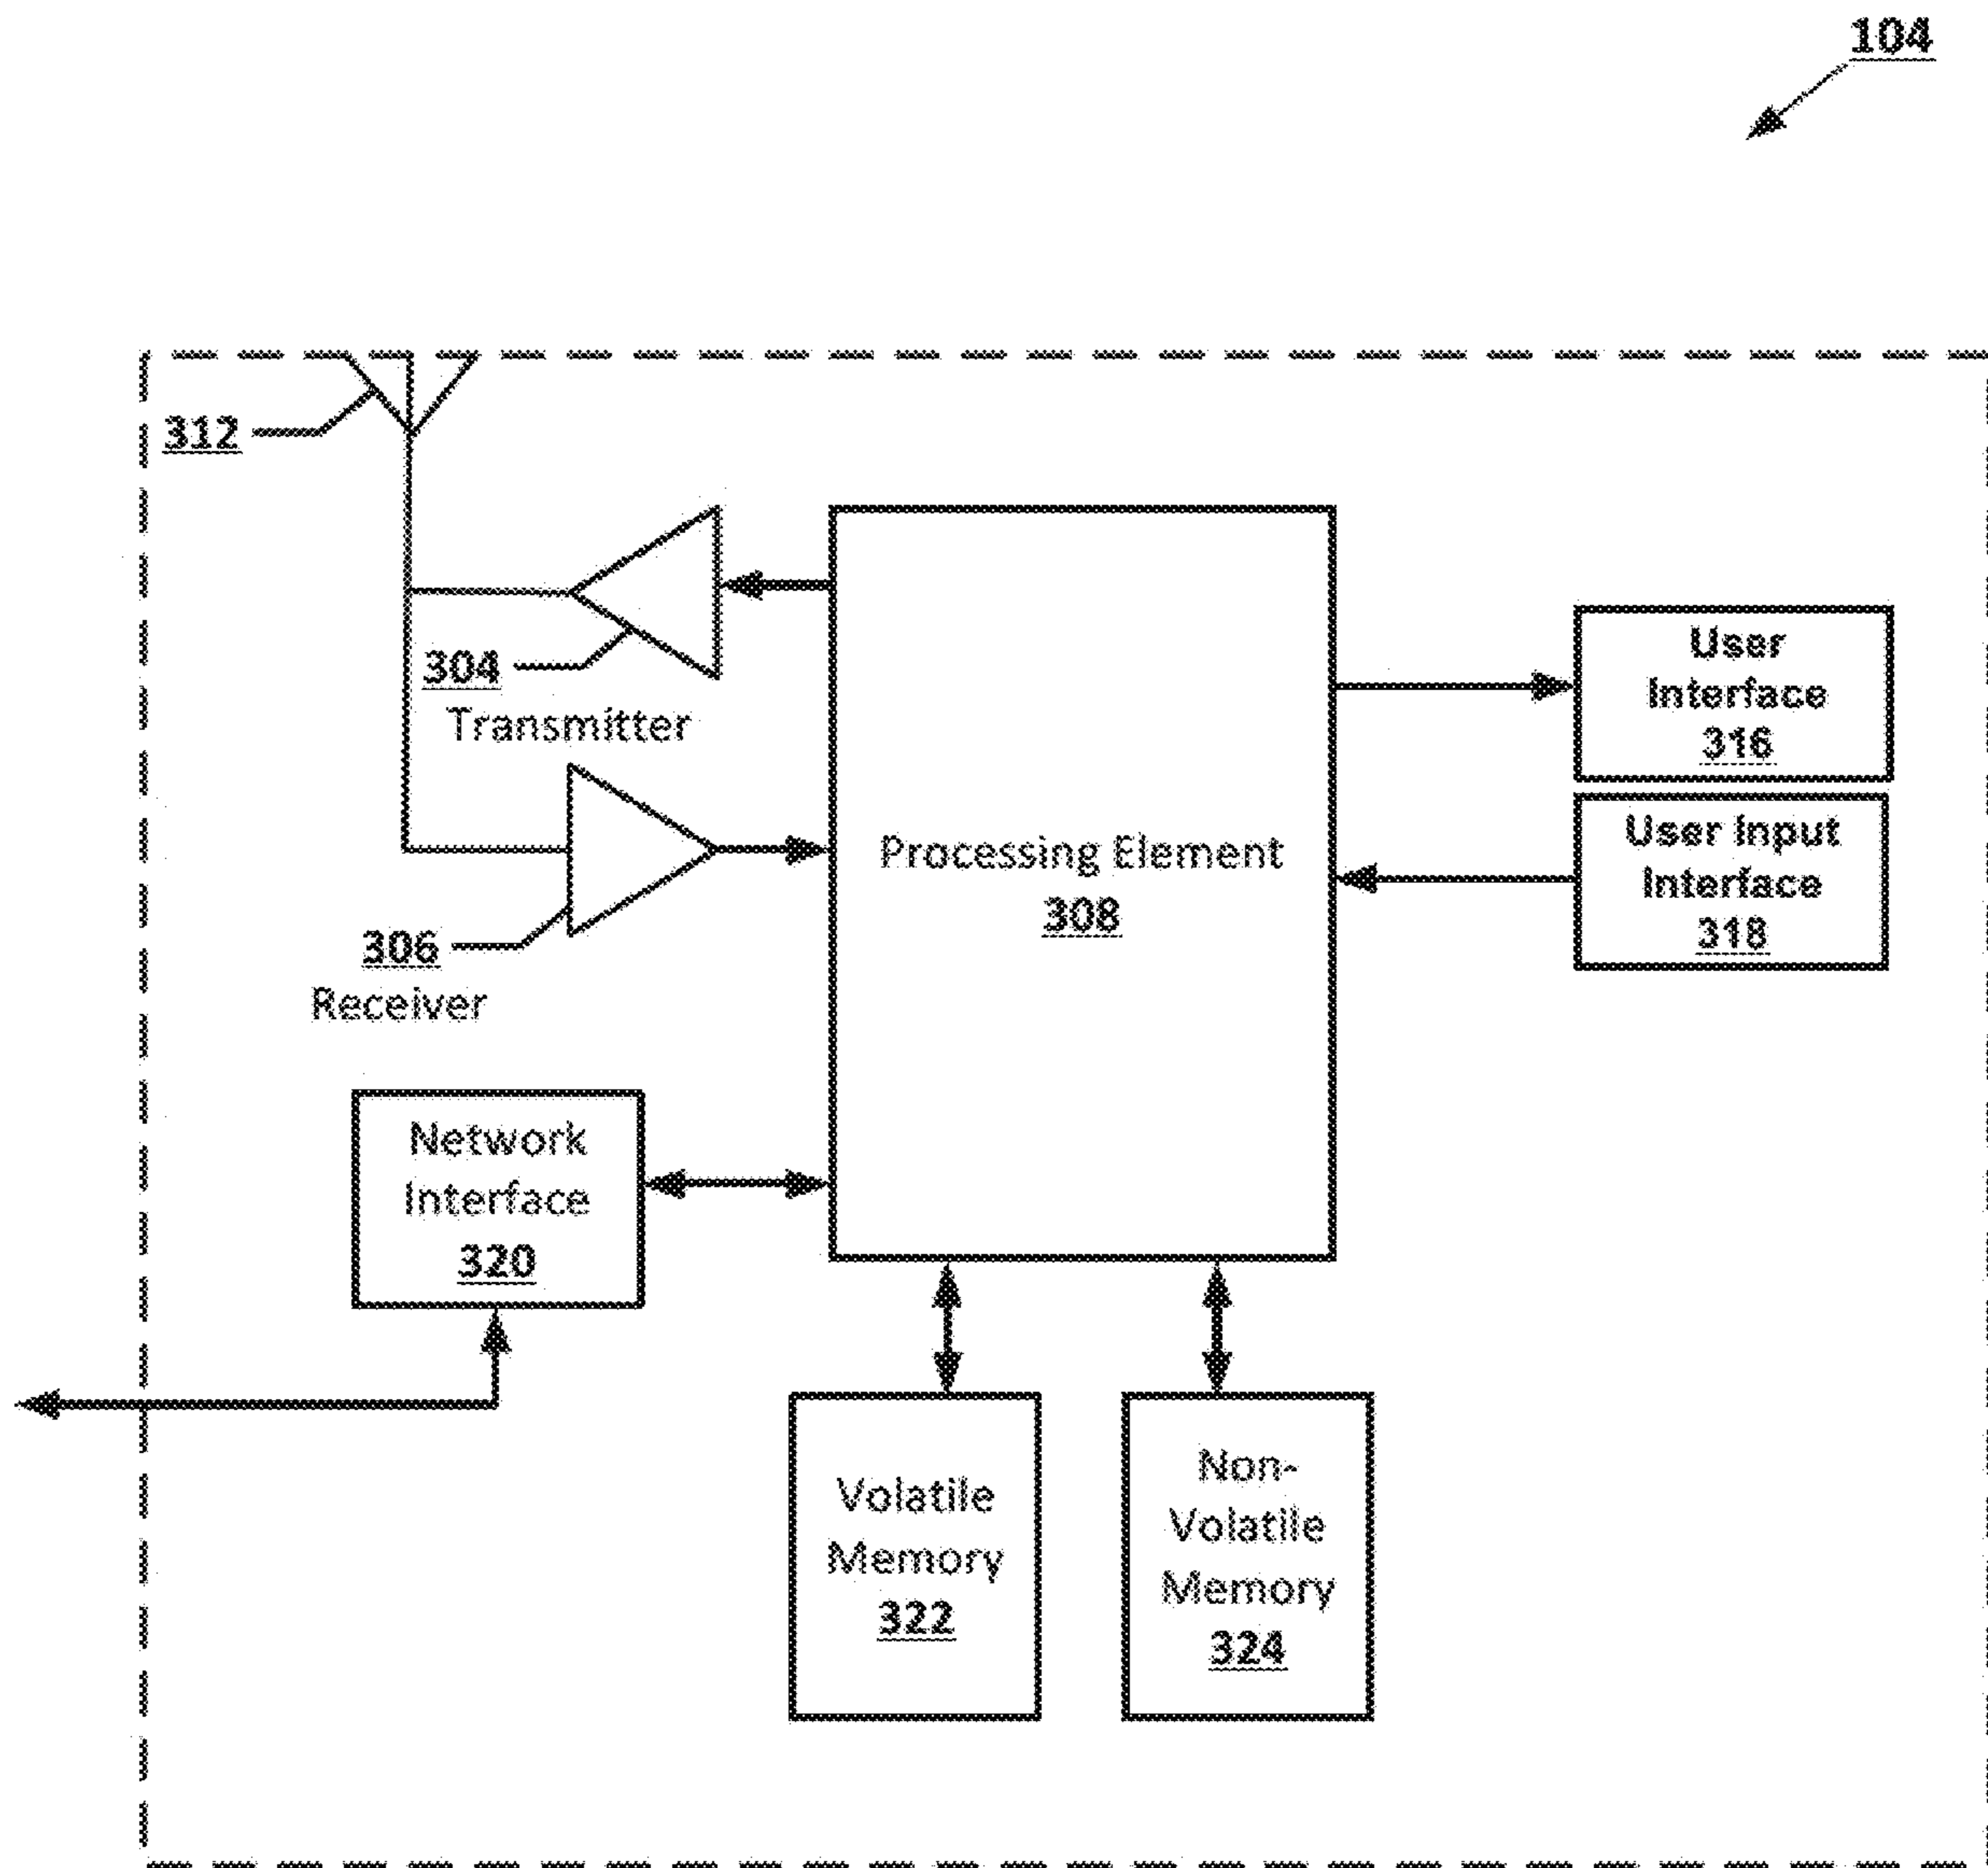 104
312
304
Transmitter
306
Receiver
Processing Element
308
User
Interface
316
User Input
Interface
318
Network
Interface
320
Volatile
Memory
322
Non-
Volatile
Memory
324